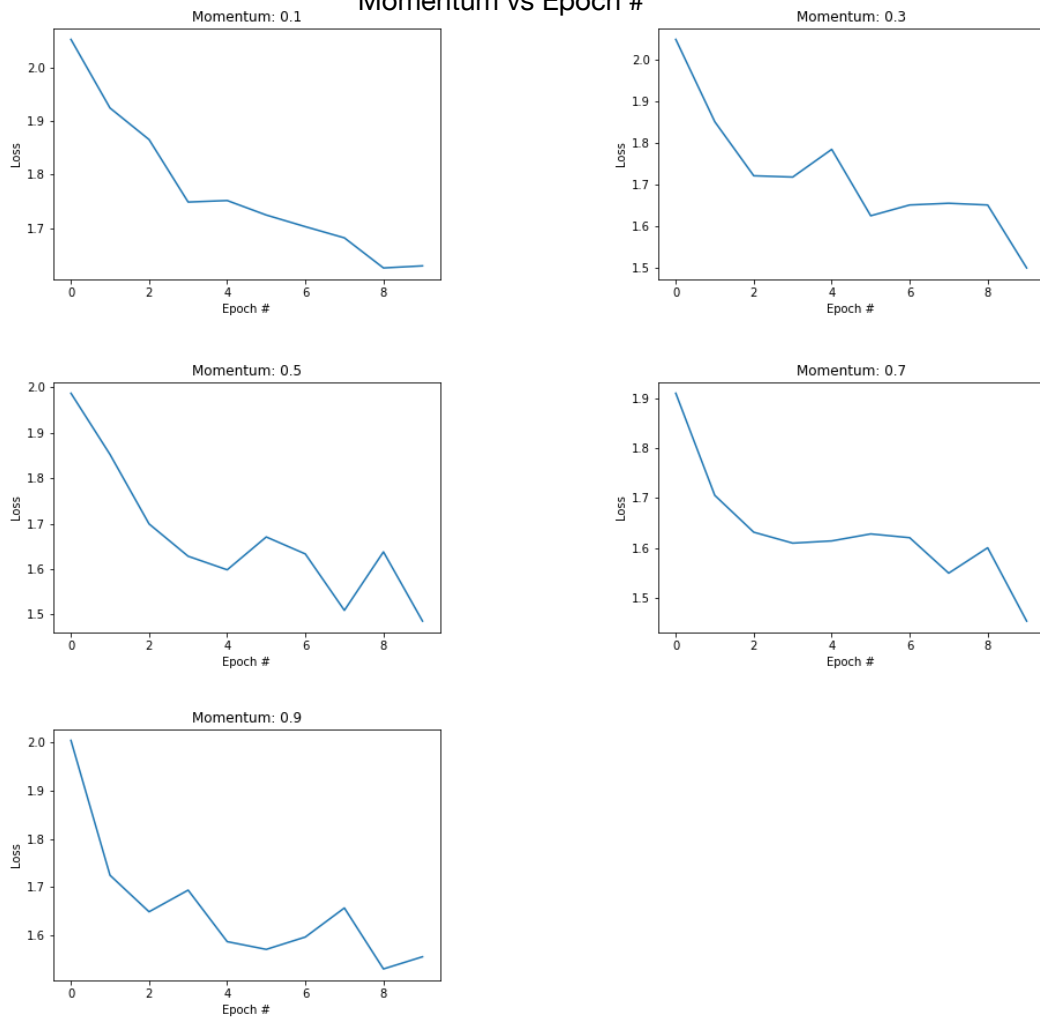 Momentum vs Epoch #
Momentum: 0.1
2.0
1.9
1.8
1.7
Loss
0 2 4 6 8
Epoch #
Momentum: 0.3
2.0
1.9
1.8
1.7
1.6
1.5
Loss
0 2 4 6 8
Epoch #
Momentum: 0.5
2.0
1.9
1.8
1.7
1.6
1.5
Loss
0 2 4 6 8
Epoch #
Momentum: 0.7
1.9
1.8
1.7
1.6
1.5
Loss
0 2 4 6 8
Epoch #
Momentum: 0.9
2.0
1.9
1.8
1.7
1.6
Loss
0 2 4 6 8
Epoch #